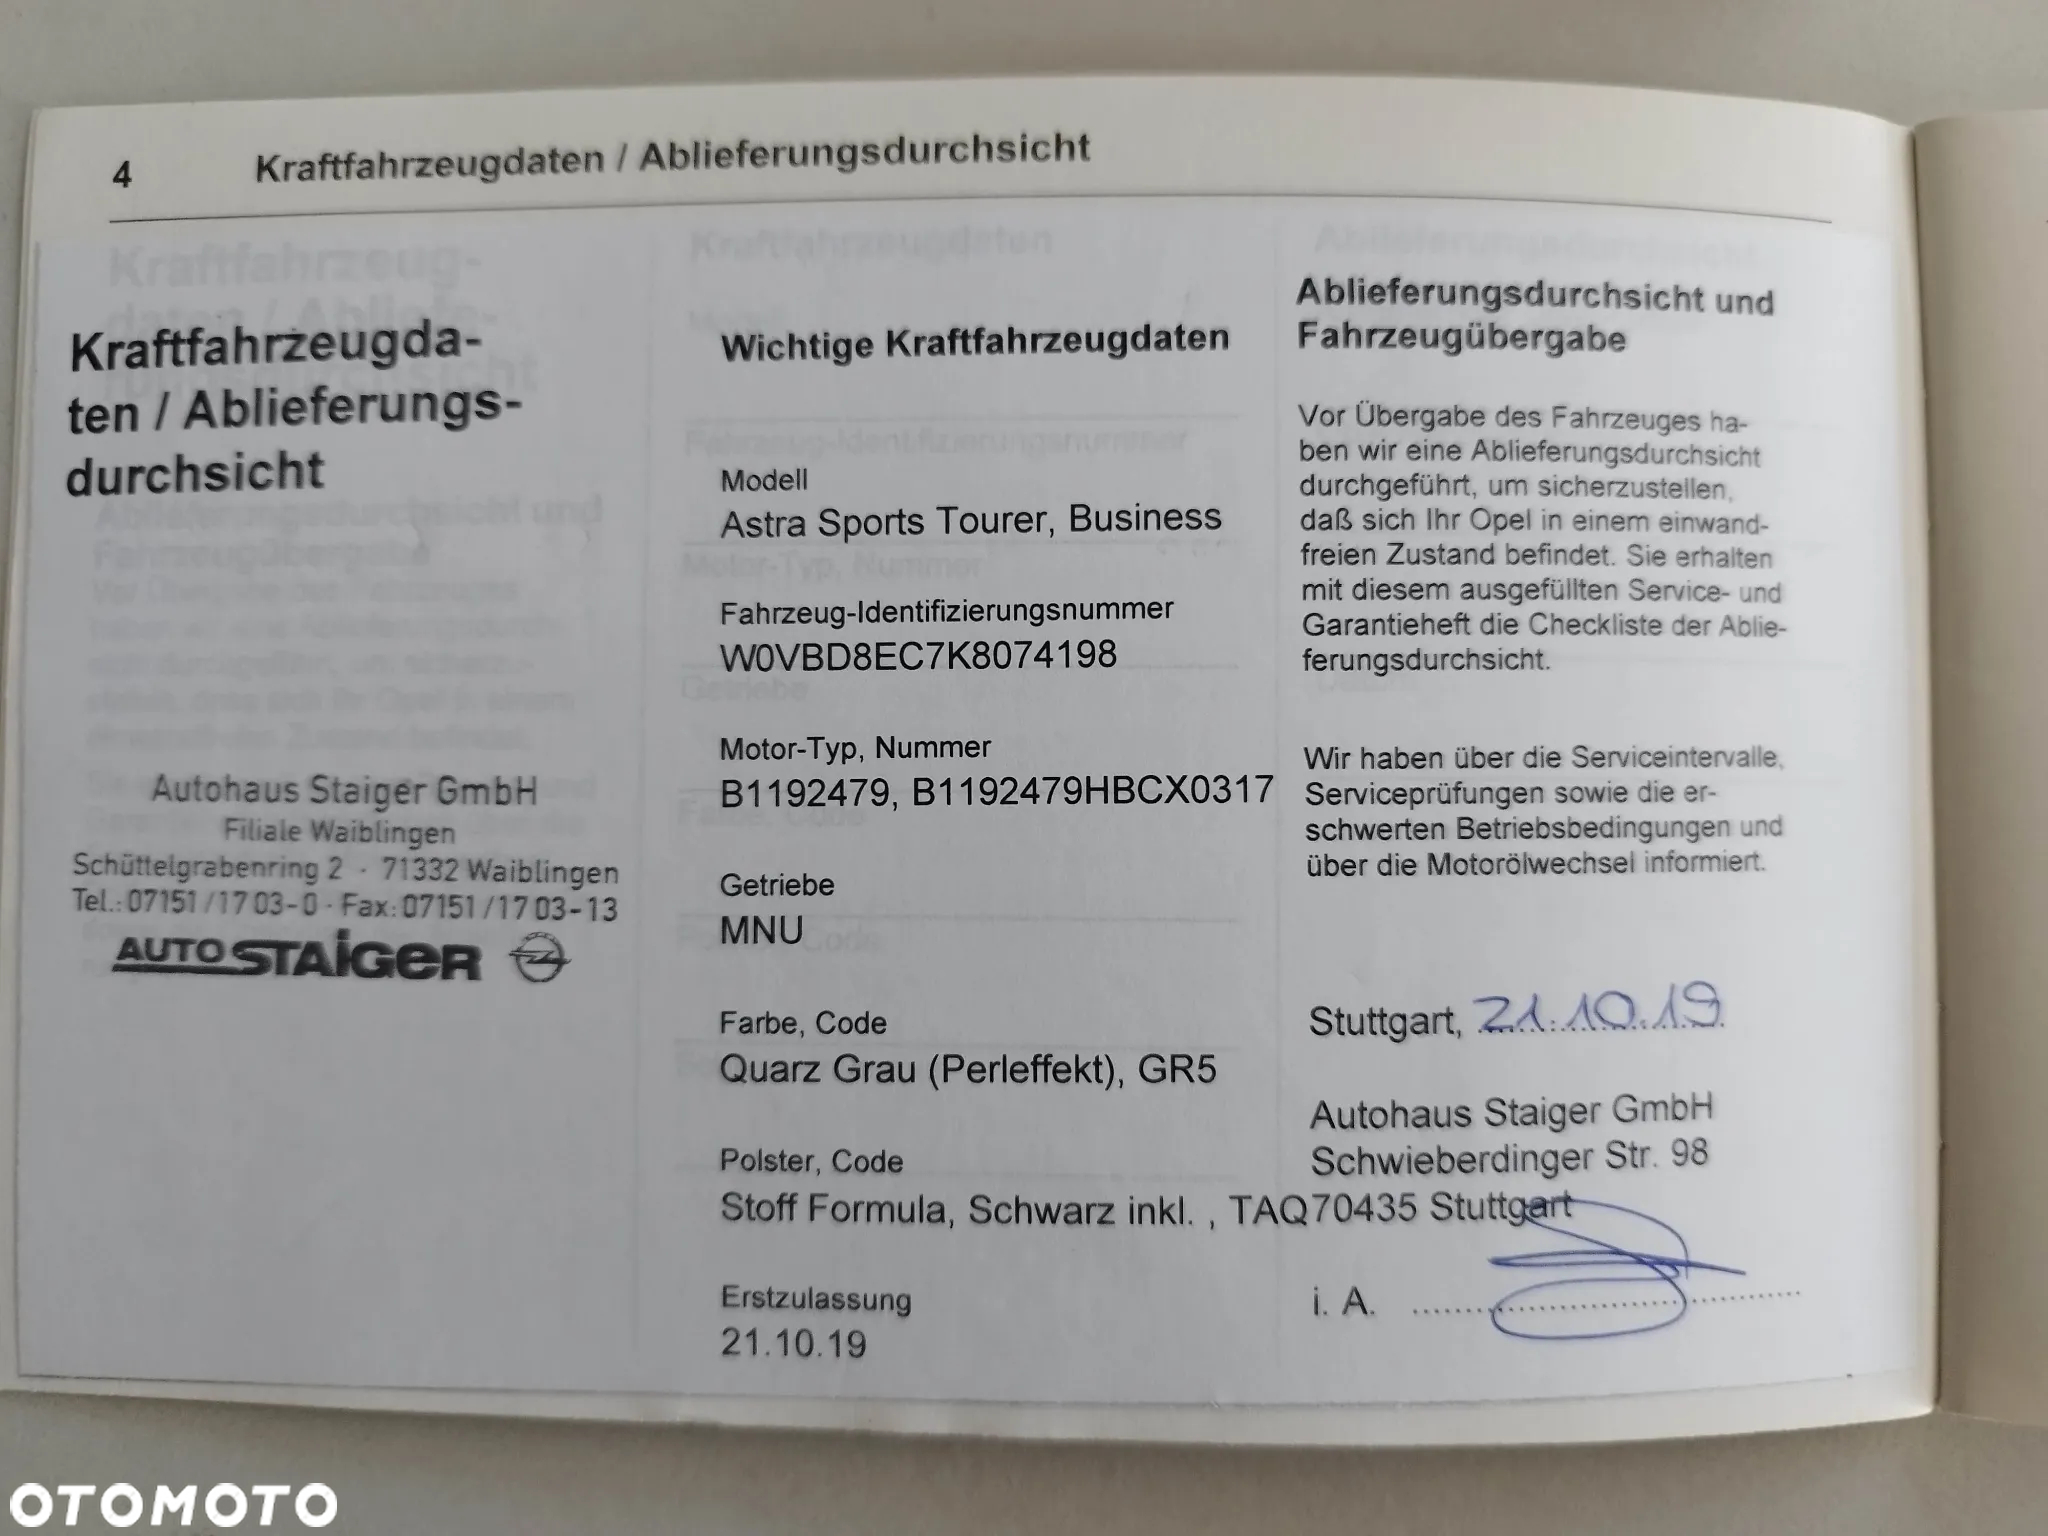 4 Kraftfahrzeugdaten / Ablieferungsdurchsicht
Kraftfahrzeugda-
ten / Ablieferungs-
durchsicht
Autohaus Staiger GmbH
Filiale Waiblingen
Schüttelgrabenring 2 · 71332 Waiblingen
Tel.: 07151/17 03-0 · Fax: 07151/17 03-13
AUTO STAIGER
Wichtige Kraftfahrzeugdaten
Modell
Astra Sports Tourer, Business
Fahrzeug-Identifizierungsnummer
W0VBD8EC7K8074198
Motor-Typ, Nummer
B1192479, B1192479HBCX0317
Getriebe
MNU
Farbe, Code
Quarz Grau (Perleffekt), GR5
Polster, Code
Stoff Formula, Schwarz inkl. , TAQ
Erstzulassung
21.10.19
Ablieferungsdurchsicht und
Fahrzeugübergabe
Vor Übergabe des Fahrzeuges ha-
ben wir eine Ablieferungsdurchsicht
durchgeführt, um sicherzustellen,
daß sich Ihr Opel in einem einwand-
freien Zustand befindet. Sie erhalten
mit diesem ausgefüllten Service- und
Garantieheft die Checkliste der Ablie-
ferungsdurchsicht.
Wir haben über die Serviceintervalle,
Serviceprüfungen sowie die er-
schwerten Betriebsbedingungen und
über die Motorölwechsel informiert.
Stuttgart, 21.10.19
Autohaus Staiger GmbH
Schwieberdinger Str. 98
70435 Stuttgart
i. A.
OTOMOTO